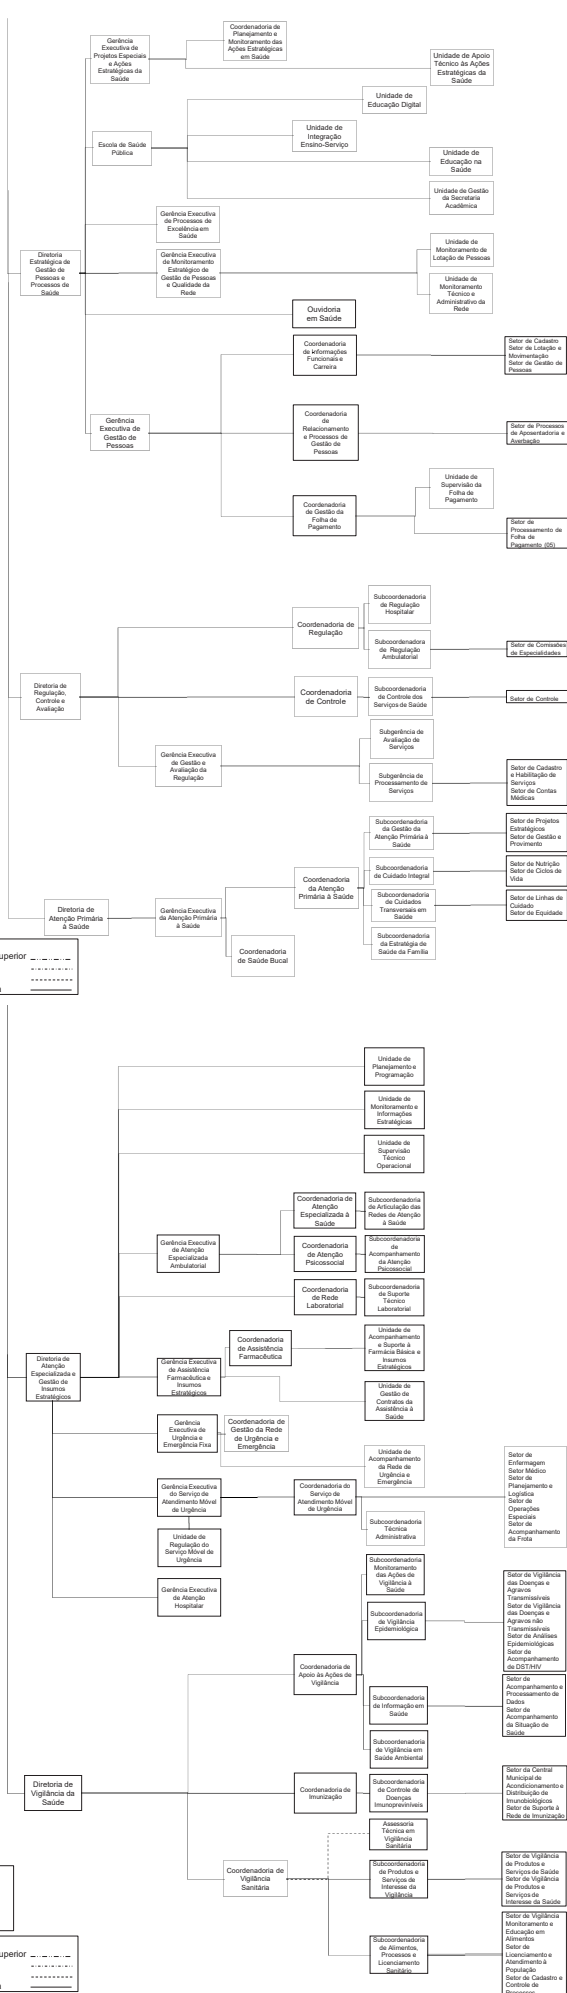 Gerência
Executiva de
Projetos Especiais
e Ações
Estratégicas da
Saúde
Coordenadoria de
Planejamento e
Monitoramento das
Ações Estratégicas
em Saúde
Unidade de Apoio
Técnico às Ações
Estratégicas da
Saúde
Unidade de
Educação Digital
Escola de Saúde
Pública
Unidade de
Integração
Ensino-Serviço
Unidade de
Educação na
Saúde
Unidade de Gestão
da Secretaria
Acadêmica
Gerência Executiva
de Processos de
Excelência em
Saúde
Diretoria
Estratégica de
Gestão de
Pessoas e
Processos de
Saúde
Gerência Executiva
de Monitoramento
Estratégico de
Gestão de Pessoas
e Qualidade da
Rede
Unidade de
Monitoramento de
Lotação de Pessoas
Unidade de
Monitoramento
Técnico e
Administrativo da
Rede
Ouvidoria
em Saúde
Coordenadoria
de Informações
Funcionais e
Carreira
Setor de Cadastro
Setor de Lotação e
Movimentação
Setor de Gestão de
Pessoas
Gerência
Executiva de
Gestão de
Pessoas
Coordenadoria
de
Relacionamento
e Processos de
Gestão de
Pessoas
Setor de Processos
de Aposentadoria e
Averbação
Coordenadoria
de Gestão da
Folha de
Pagamento
Unidade de
Supervisão da
Folha de
Pagamento
Setor de
Processamento de
Folha de
Pagamento (05)
Diretoria de
Regulação,
Controle e
Avaliação
Coordenadoria de
Regulação
Subcoordenadoria
de Regulação
Hospitalar
Subcoordenadora
de Regulação
Ambulatorial
Setor de Comissões
de Especialidades
Coordenadoria
de Controle
Subcoordenadoria
de Controle dos
Serviços de Saúde
Setor de Controle
Gerência Executiva
de Gestão e
Avaliação da
Regulação
Subgerência de
Avaliação de
Serviços
Subgerência de
Processamento de
Serviços
Setor de Cadastro
e Habilitação de
Serviços
Setor de Contas
Médicas
Diretoria de
Atenção Primária
à Saúde
Gerência Executiva
da Atenção Primária
à Saúde
Coordenadoria
da Atenção
Primária à Saúde
Subcoordenadoria
da Gestão da
Atenção Primária à
Saúde
Setor de Projetos
Estratégicos
Setor de Gestão e
Provimento
Subcoordenadoria
de Cuidado Integral
Setor de Nutrição
Setor de Ciclos de
Vida
Subcoordenadoria
de Cuidados
Transversais em
Saúde
Setor de Linhas de
Cuidado
Setor de Equidade
Subcoordenadoria
da Estratégia de
Saúde da Família
Coordenadoria
de Saúde Bucal
uperior
Unidade de
Planejamento e
Programação
Unidade de
Monitoramento e
Informações
Estratégicas
Unidade de
Supervisão
Técnico
Operacional
Gerência Executiva
de Atenção
Especializada
Ambulatorial
Coordenadoria de
Atenção
Especializada à
Saúde
Subcoordenadoria
de Articulação das
Redes de Atenção
à Saúde
Coordenadoria
de Atenção
Psicossocial
Subcoordenadoria
de
Acompanhamento
da Atenção
Psicossocial
Coordenadoria
de Rede
Laboratorial
Subcoordenadoria
de Suporte
Técnico
Laboratorial
Diretoria de
Atenção
Especializada e
Gestão de
Insumos
Estratégicos
Gerência Executiva
de Assistência
Farmacêutica e
Insumos
Estratégicos
Coordenadoria
de Assistência
Farmacêutica
Unidade de
Acompanhamento
e Suporte à
Farmácia Básica e
Insumos
Estratégicos
Unidade de
Gestão de
Contratos da
Assistência à
Saúde
Gerência
Executiva de
Urgência e
Emergência Fixa
Coordenadoria de
Gestão da Rede
de Urgência e
Emergência
Unidade de
Acompanhamento
da Rede de
Urgência e
Emergência
Gerência Executiva
do Serviço de
Atendimento Móvel
de Urgência
Coordenadoria do
Serviço de
Atendimento Móvel
de Urgência
Setor de
Enfermagem
Setor Médico
Setor de
Planejamento e
Logística
Setor de
Operações
Especiais
Setor de
Acompanhamento
da Frota
Subcoordenadoria
Técnica
Administrativa
Unidade de
Regulação do
Serviço Móvel de
Urgência
Gerência Executiva
de Atenção
Hospitalar
Diretoria de
Vigilância da
Saúde
Coordenadoria de
Apoio às Ações de
Vigilância
Subcoordenadoria
Monitoramento
das Ações de
Vigilância à
Saúde
Subcoordenadoria
de Vigilância
Epidemiológica
Setor de Vigilância
das Doenças e
Agravos
Transmissíveis
Setor de Vigilância
das Doenças e
Agravos não
Transmissíveis
Setor de Análises
Epidemiológicas
Setor de
Acompanhamento
de DST/HIV
Subcoordenadoria
de Informação em
Saúde
Setor de
Acompanhamento e
Processamento de
Dados
Setor de
Acompanhamento
da Situação de
Saúde
Subcoordenadoria
de Vigilância em
Saúde Ambiental
Coordenadoria de
Imunização
Subcoordenadoria
de Controle de
Doenças
Imunopreviníveis
Setor da Central
Municipal de
Acondicionamento e
Distribuição de
Imunobiológicos
Setor de Suporte à
Rede de Imunização
Coordenadoria de
Vigilância
Sanitária
Assessoria
Técnica em
Vigilância
Sanitária
Subcoordenadoria
de Produtos e
Serviços de
Interesse da
Vigilância
Setor de Vigilância
de Produtos e
Serviços de Saúde
Setor de Vigilância
de Produtos e
Serviços de
Interesse da Saúde
Subcoordenadoria
de Alimentos,
Processos e
Licenciamento
Sanitário
Setor de Vigilância
Monitoramento e
Educação em
Alimentos
Setor de
Licenciamento e
Atendimento à
População
Setor de Cadastro e
Controle de
Processos
uperior